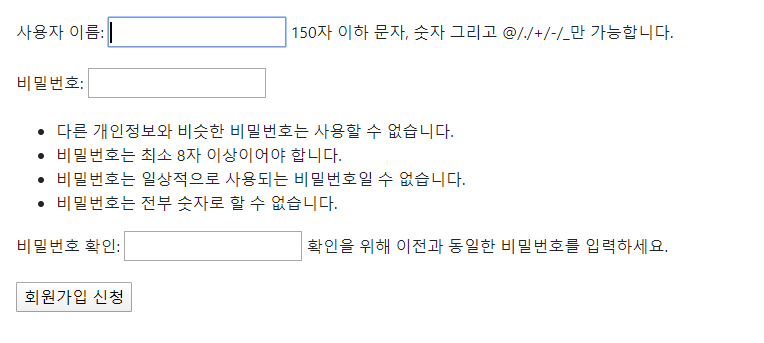 사용자 이름: 150자 이하 문자, 숫자 그리고 @/./+/-/_만 가능합니다.
비밀번호:
다른 개인정보와 비슷한 비밀번호는 사용할 수 없습니다.
비밀번호는 최소 8자 이상이어야 합니다.
비밀번호는 일상적으로 사용되는 비밀번호일 수 없습니다.
비밀번호는 전부 숫자로 할 수 없습니다.
비밀번호 확인: 확인을 위해 이전과 동일한 비밀번호를 입력하세요.
회원가입 신청